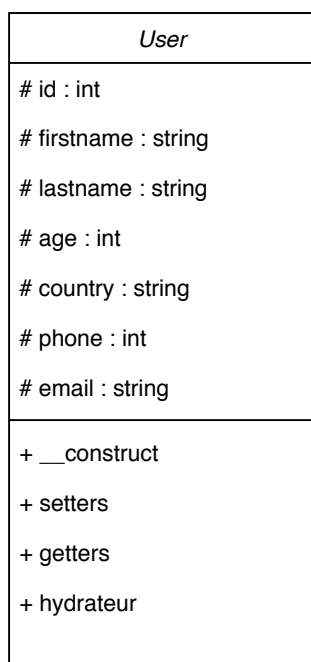 User
# id : int
# firstname : string
# lastname : string
# age : int
# country : string
# phone : int
# email : string
+ __construct
+ setters
+ getters
+ hydrateur